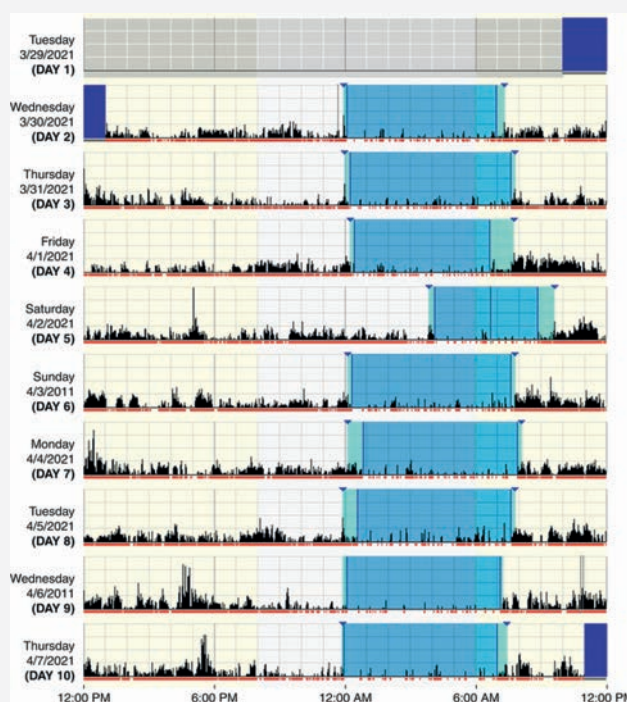 Tuesday
3/29/2021
(DAY 1)
Wednesday
3/30/2021
(DAY 2)
Thursday
3/31/2021
(DAY 3)
Friday
4/1/2021
(DAY 4)
Saturday
4/2/2021
(DAY 5)
Sunday
4/3/2011
(DAY 6)
Monday
4/4/2021
(DAY 7)
Tuesday
4/5/2021
(DAY 8)
Wednesday
4/6/2011
(DAY 9)
Thursday
4/7/2021
(DAY 10)
12:00 PM 6:00 PM 12:00 AM 6:00 AM 12:00 PM